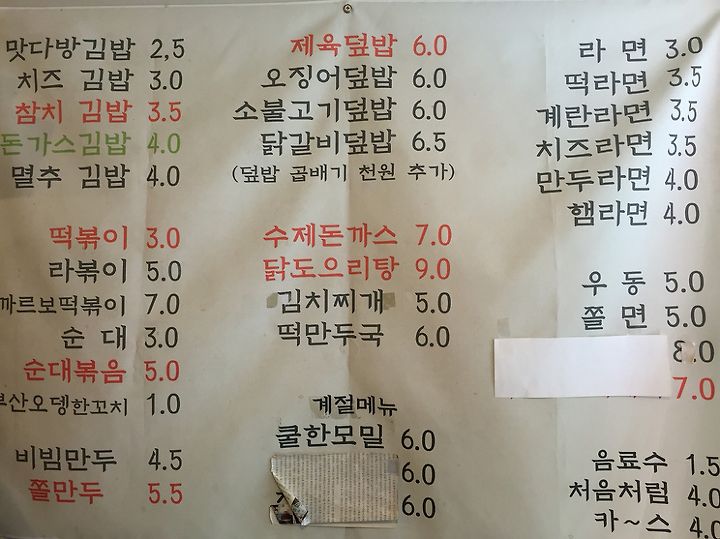 맛다방김밥 2,5
치즈 김밥 3.0
참치 김밥 3.5
돈가스김밥 4.0
멸추 김밥 4.0
떡볶이 3.0
라볶이 5.0
까르보떡볶이 7.0
순 대 3.0
순대볶음 5.0
부산오뎅한꼬치 1.0
비빔만두 4.5
쫄만두 5.5
제육덮밥 6.0
오징어덮밥 6.0
소불고기덮밥 6.0
닭갈비덮밥 6.5
(덮밥 곱배기 천원 추가)
수제돈까스 7.0
닭도으리탕 9.0
김치찌개 5.0
떡만두국 6.0
계절메뉴
쿨한모밀 6.0
6.0
6.0
라 면 3.0
떡라면 3.5
계란라면 3.5
치즈라면 3.5
만두라면 4.0
햄라면 4.0
우 동 5.0
쫄 면 5.0
8.0
7.0
음료수 1.5
처음처럼 4.0
카~스 4.0